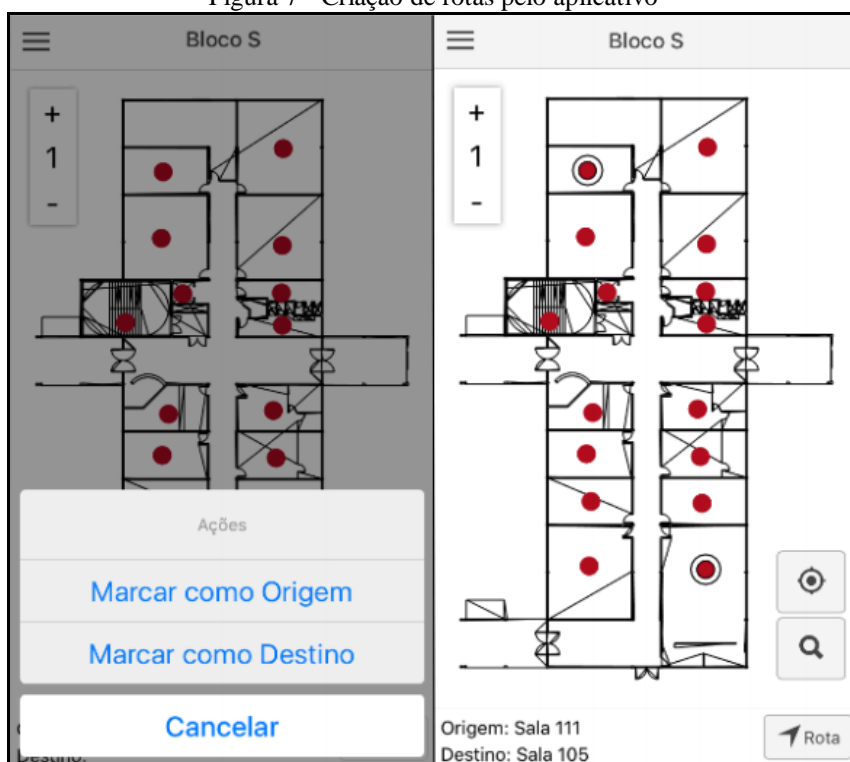 Figura 7 - Criação de rotas pelo aplicativo
Bloco S
+
1
-
Ações
Marcar como Origem
Marcar como Destino
Cancelar
Destino:
Bloco S
+
1
-
Origem: Sala 111
Destino: Sala 105
Rota